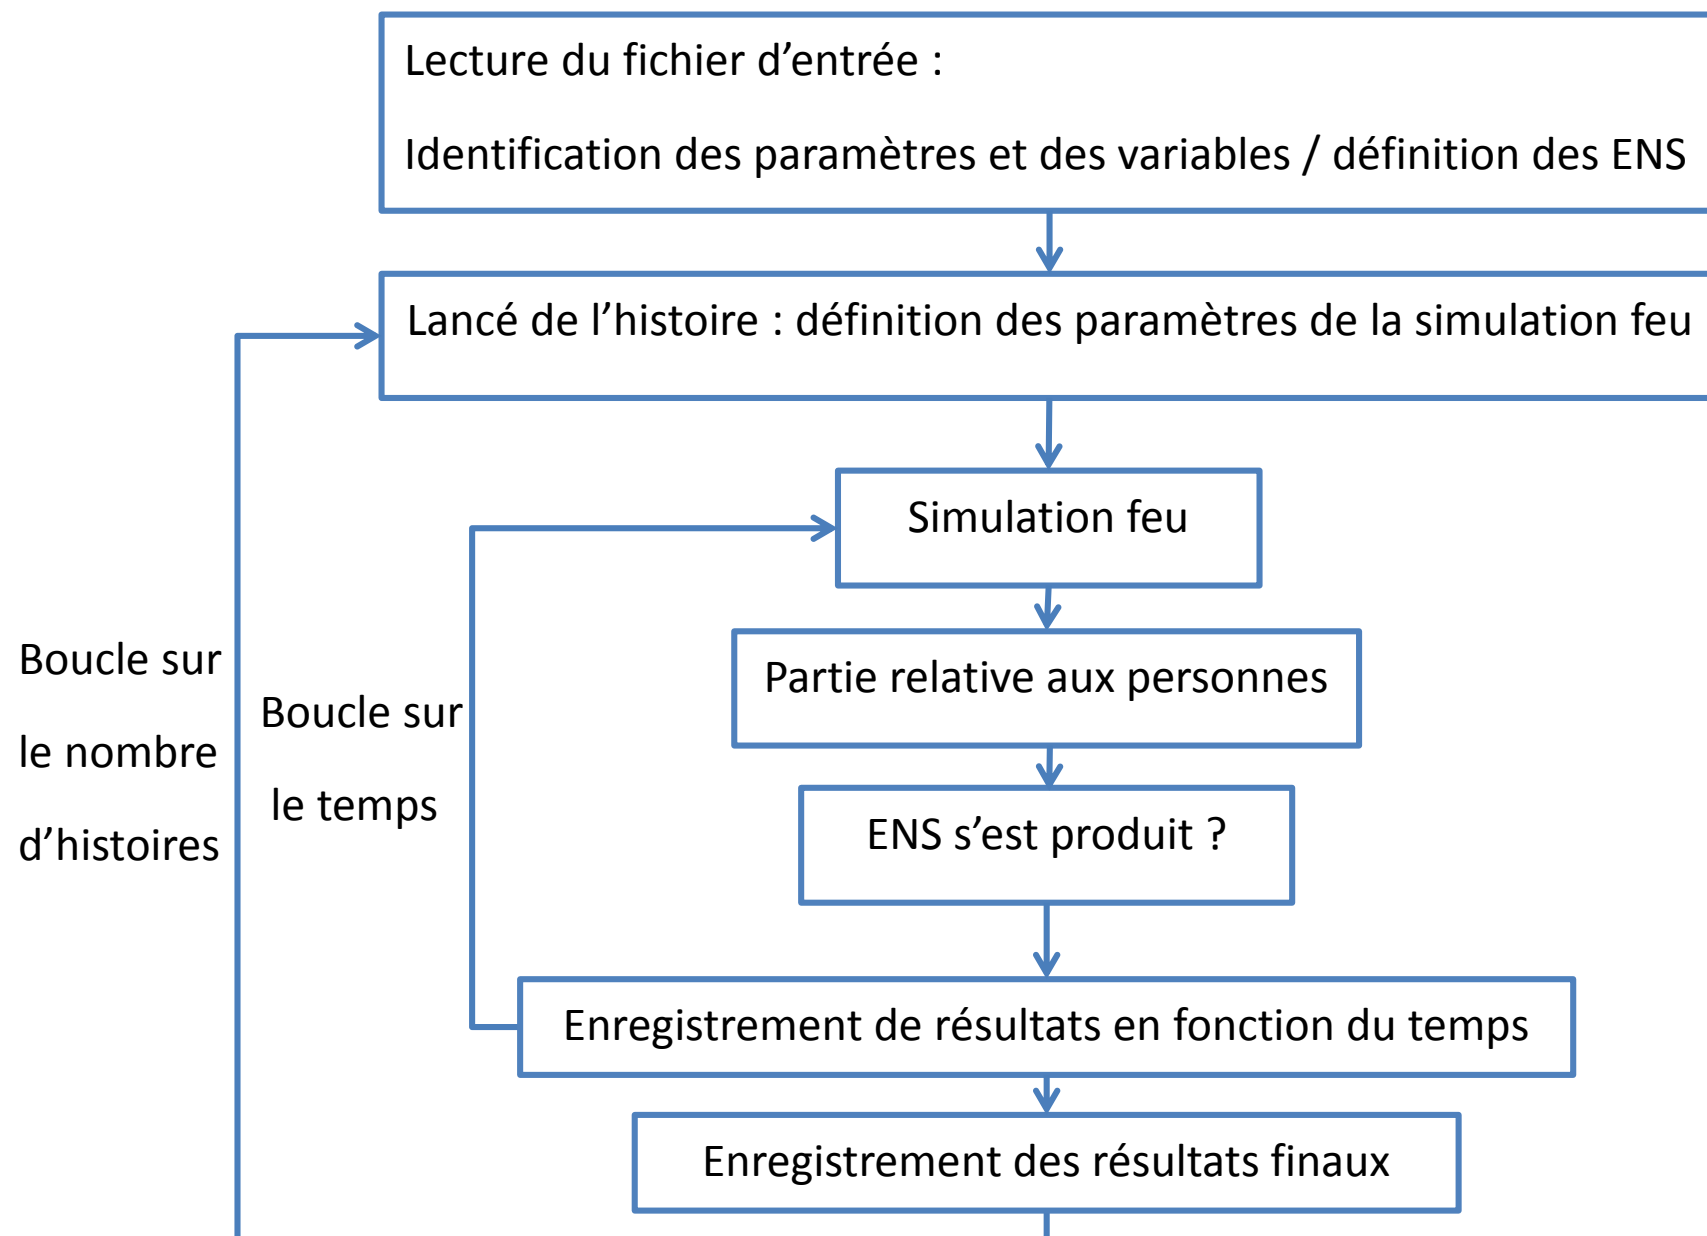 Lecture du fichier d’entrée :
Identification des paramètres et des variables / définition des ENS
Lancé de l’histoire : définition des paramètres de la simulation feu
Simulation feu
Partie relative aux personnes
ENS s’est produit ?
Enregistrement de résultats en fonction du temps
Enregistrement des résultats finaux
Boucle sur
le temps
Boucle sur
le nombre
d’histoires